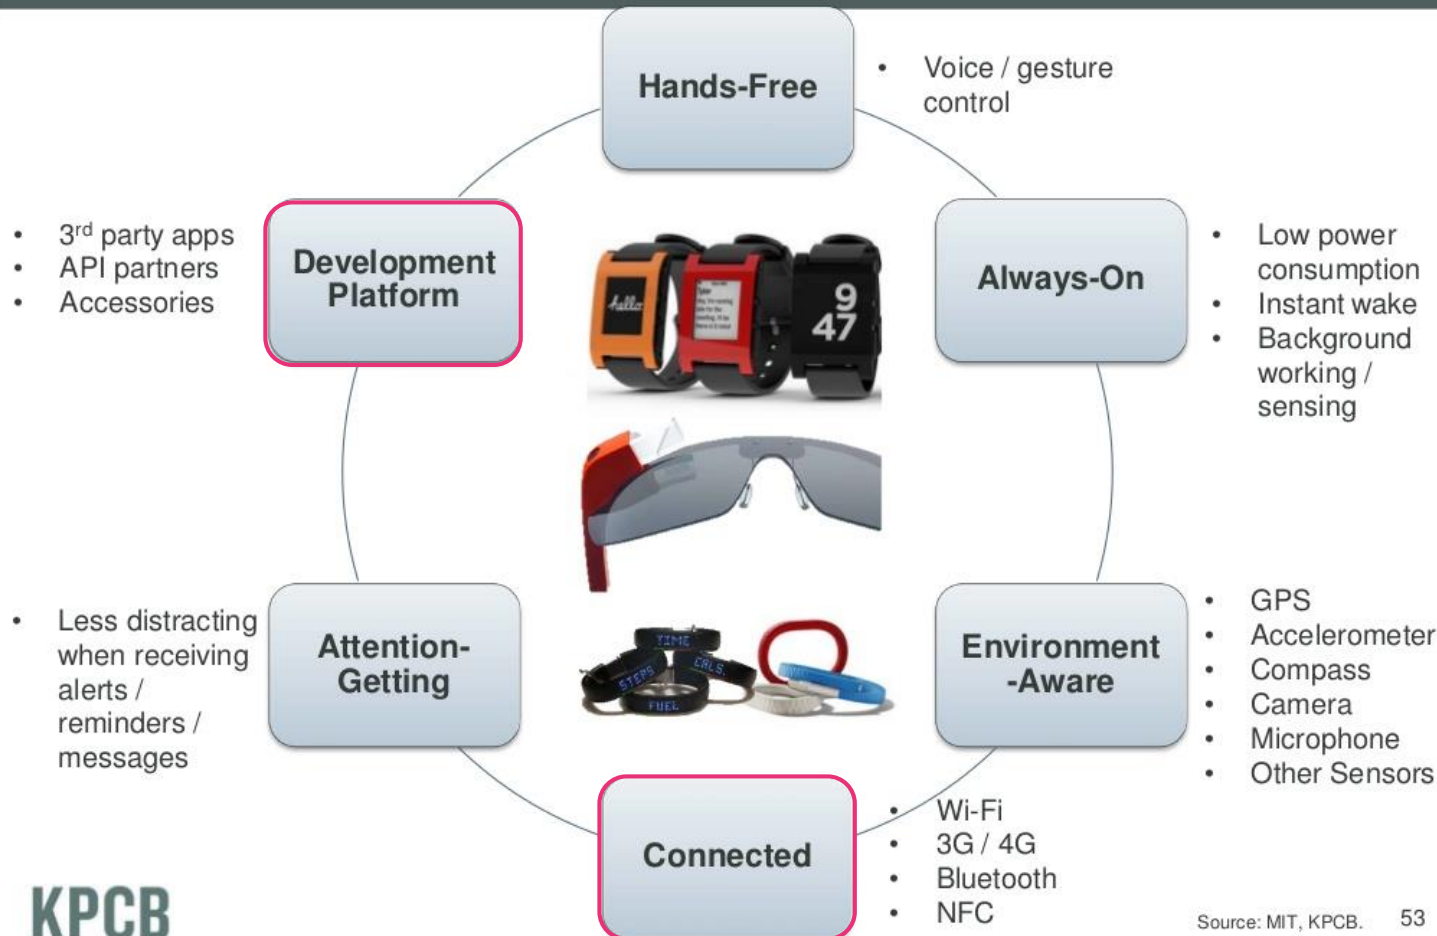 Hands-Free
• Voice / gesture
control
Development
Platform
• 3rd party apps
• API partners
• Accessories
Always-On
• Low power
consumption
• Instant wake
• Background
working /
sensing
hello
9
47
Attention-
Getting
• Less distracting
when receiving
alerts /
reminders /
messages
TIME
STEPS
CALS.
FUEL
Environment
-Aware
• GPS
• Accelerometer
• Compass
• Camera
• Microphone
• Other Sensors
Connected
• Wi-Fi
• 3G / 4G
• Bluetooth
• NFC
KPCB
Source: MIT, KPCB. 53